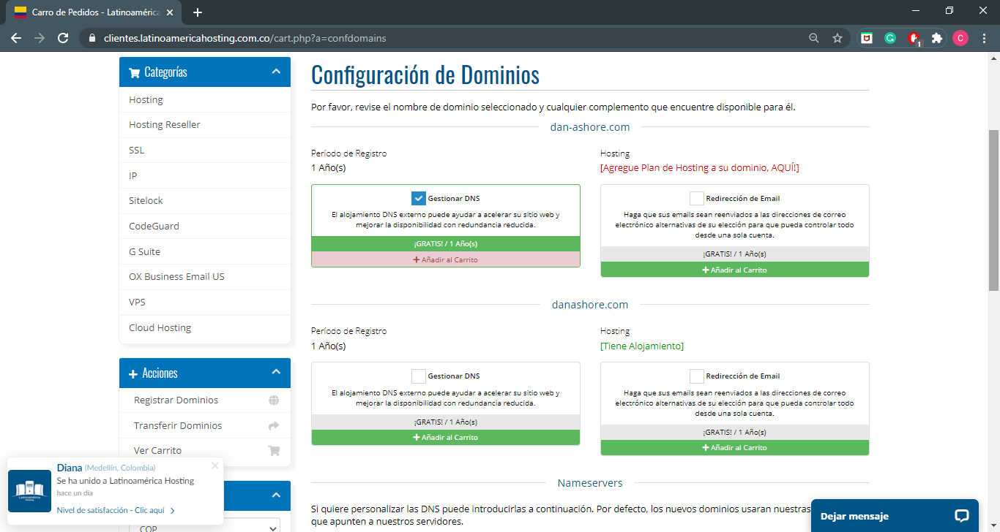 Carro de Pedidos - Latinoaméric
clientes.latinoamericahosting.com.co/cart.php?a=confdomains
1
C
Categorías
Hosting
Hosting Reseller
SSL
IP
Sitelock
CodeGuard
G Suite
OX Business Email US
VPS
Cloud Hosting
Acciones
Registrar Dominios
Transferir Dominios
Ver Carrito
COP
Diana (Medellín, Colombia)
Se ha unido a Latinoamérica Hosting
hace un día
Nivel de satisfacción - Clic aquí
Latinoamérica
Hosting
Configuración de Dominios
Por favor, revise el nombre de dominio seleccionado y cualquier complemento que encuentre disponible para él.
dan-ashore.com
Período de Registro
1 Año(s)
Hosting
[Agregue Plan de Hosting a su dominio, AQUÍ!]
Gestionar DNS
El alojamiento DNS externo puede ayudar a acelerar su sitio web y
mejorar la disponibilidad con redundancia reducida.
¡GRATIS! / 1 Año(s)
Añadir al Carrito
Redirección de Email
Haga que sus emails sean reenviados a las direcciones de correo
electrónico alternativas de su elección para que pueda controlar todo
desde una sola cuenta.
¡GRATIS! / 1 Año(s)
Añadir al Carrito
danashore.com
Período de Registro
1 Año(s)
Hosting
[Tiene Alojamiento]
Gestionar DNS
El alojamiento DNS externo puede ayudar a acelerar su sitio web y
mejorar la disponibilidad con redundancia reducida.
¡GRATIS! / 1 Año(s)
Añadir al Carrito
Redirección de Email
Haga que sus emails sean reenviados a las direcciones de correo
electrónico alternativas de su elección para que pueda controlar todo
desde una sola cuenta.
¡GRATIS! / 1 Año(s)
Añadir al Carrito
Nameservers
Si quiere personalizar las DNS puede introducirlas a continuación. Por defecto, los nuevos dominios usaran nuestras
que apunten a nuestros servidores.
Dejar mensaje